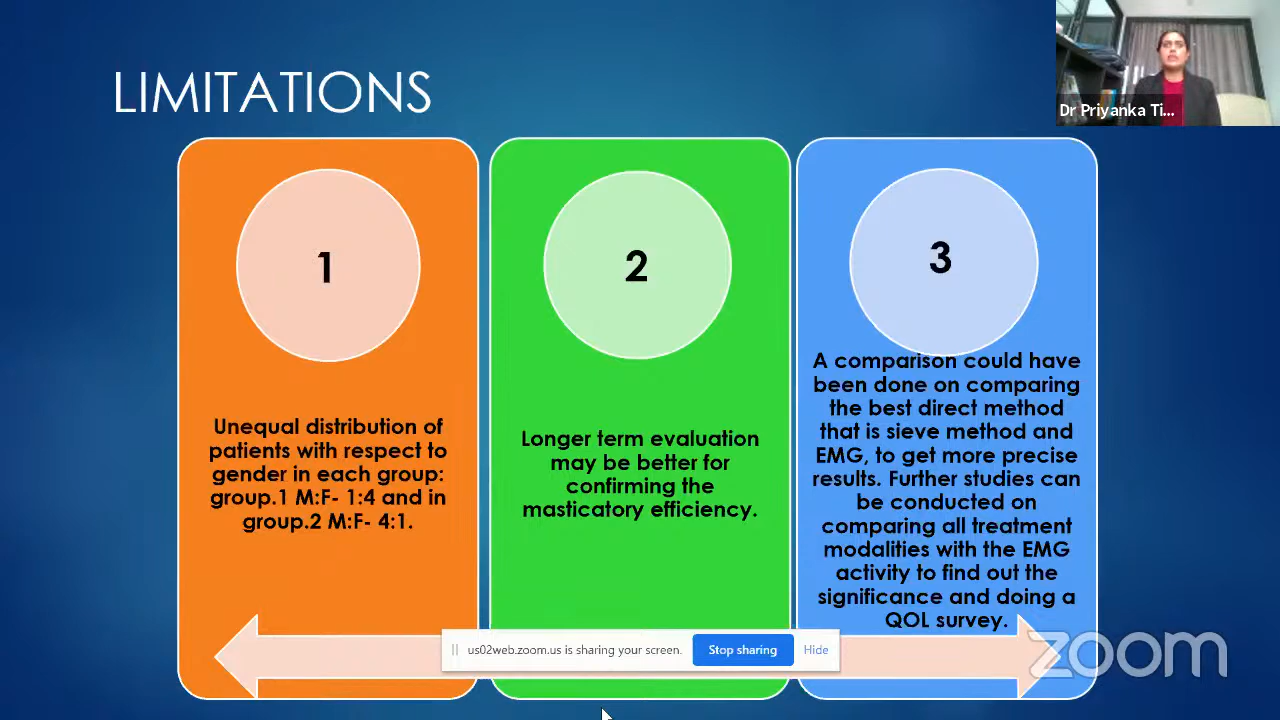 LIMITATIONS
Dr Priyanka Ti...
1
Unequal distribution of
patients with respect to
gender in each group:
group.1 M:F- 1:4 and in
group.2 M:F- 4:1.
2
Longer term evaluation
may be better for
confirming the
masticatory efficiency.
3
A comparison could have
been done on comparing
the best direct method
that is sieve method and
EMG, to get more precise
results. Further studies can
be conducted on
comparing all treatment
modalities with the EMG
activity to find out the
significance and doing a
QOL survey.
us02web.zoom.us is sharing your screen.
Stop sharing
Hide
zoom